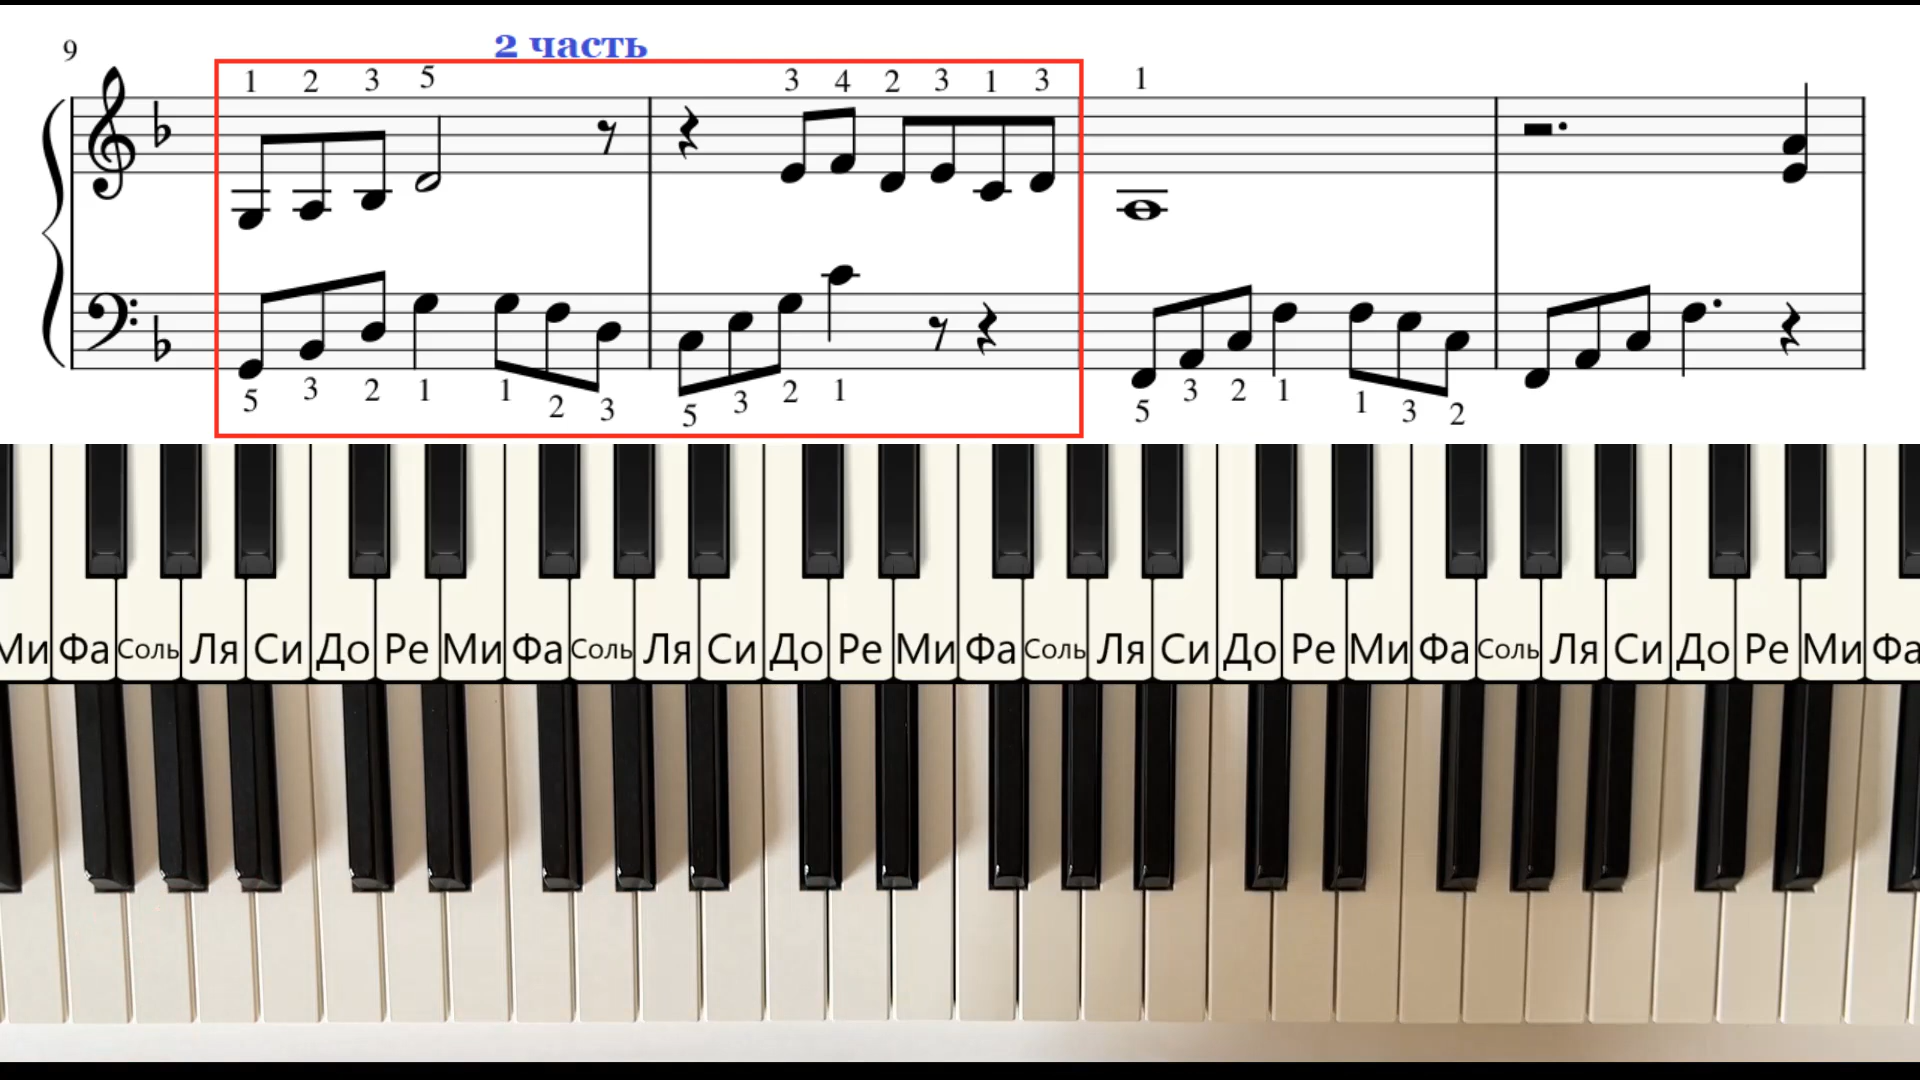 2 часть
9
1 2 3 5 3 4 2 3 1 3 1
5 3 2 1 1 2 3 5 3 2 1 5 3 2 1 1 3 2
Ми Фа Соль Ля Си До Ре Ми Фа Соль Ля Си До Ре Ми Фа Соль Ля Си До Ре Ми Фа Соль Ля Си До Ре Ми Фа